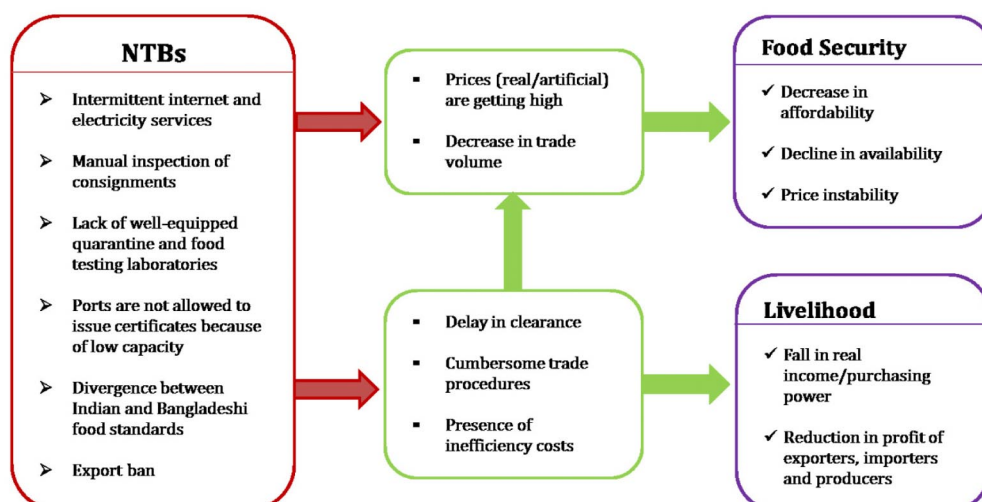 NTBs
➢ Intermittent internet and
electricity services
➢ Manual inspection of
consignments
➢ Lack of well-equipped
quarantine and food
testing laboratories
➢ Ports are not allowed to
issue certificates because
of low capacity
➢ Divergence between
Indian and Bangladeshi
food standards
➢ Export ban
▪ Prices (real/artificial)
are getting high
▪ Decrease in trade
volume
▪ Delay in clearance
▪ Cumbersome trade
procedures
▪ Presence of
inefficiency costs
Food Security
✓ Decrease in
affordability
✓ Decline in availability
✓ Price instability
Livelihood
✓ Fall in real
income/purchasing
power
✓ Reduction in profit of
exporters, importers
and producers